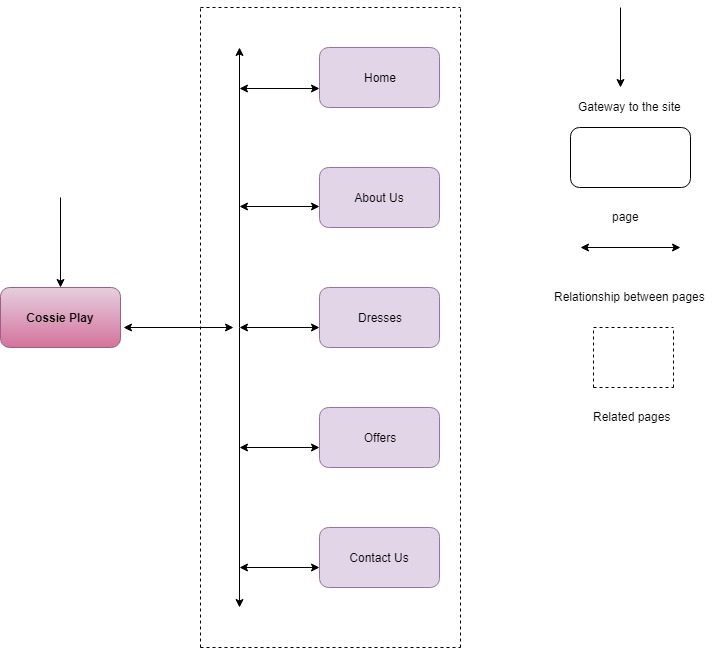 Home
About Us
Cossie Play
Dresses
Offers
Contact Us
Gateway to the site
page
Relationship between pages
Related pages